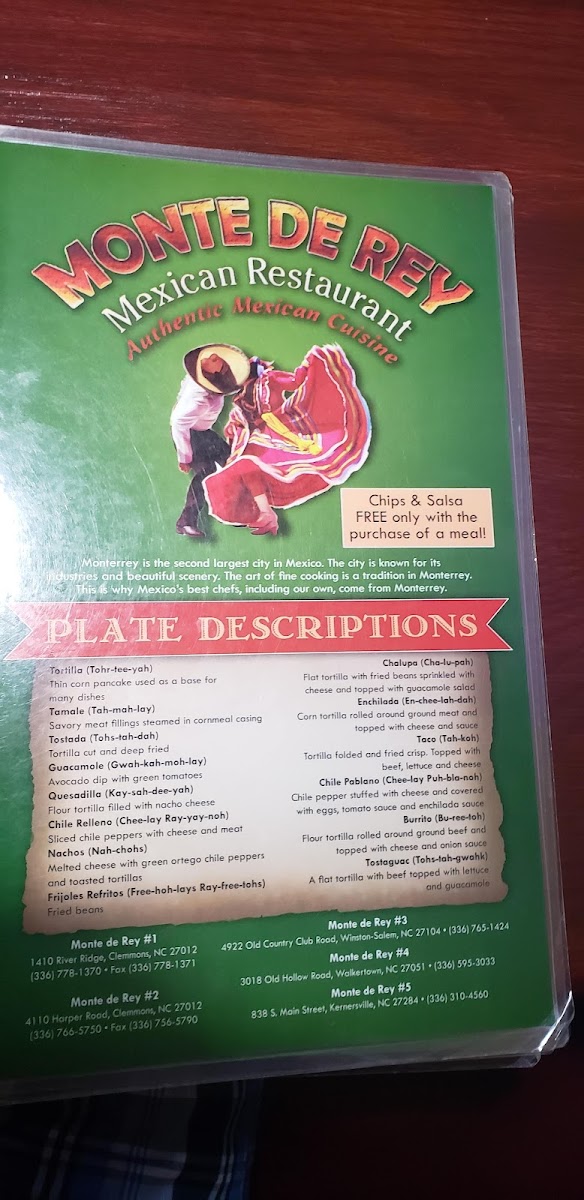 MONTE DE REY
Mexican Restaurant
Authentic Mexican Cuisine
Chips & Salsa
FREE only with the
purchase of a meal!
Monterrey is the second largest city in Mexico. The city is known for its
industries and beautiful scenery. The art of fine cooking is a tradition in Monterrey.
This is why Mexico's best chefs, including our own, come from Monterrey.
PLATE DESCRIPTIONS
Tortilla (Tohr-tee-yah)
Thin corn pancake used as a base for
many dishes
Tamale (Tah-mah-lay)
Savory meat fillings steamed in cornmeal casing
Tostada (Tohs-tah-dah)
Tortilla cut and deep fried
Guacamole (Gwah-kah-moh-lay)
Avocado dip with green tomatoes
Quesadilla (Kay-sah-dee-yah)
Flour tortilla filled with nacho cheese
Chile Relleno (Chee-lay Ray-yay-noh)
Sliced chile peppers with cheese and meat
Nachos (Nah-chohs)
Melted cheese with green ortego chile peppers
and toasted tortillas
Frijoles Refritos (Free-hoh-lays Ray-free-tohs)
Fried beans
Chalupa (Cha-lu-pah)
Flat tortilla with fried beans sprinkled with
cheese and topped with guacamole salad
Enchilada (En-chee-lah-dah)
Corn tortilla rolled around ground meat and
topped with cheese and sauce
Taco (Tah-koh)
Tortilla folded and fried crisp. Topped with
beef, lettuce and cheese
Chile Pablano (Chee-lay Puh-bla-noh)
Chile pepper stuffed with cheese and covered
with eggs, tomato sauce and enchilada sauce
Burrito (Bu-ree-toh)
Flour tortilla rolled around ground beef and
topped with cheese and onion sauce
Tostaguac (Tohs-tah-gwahk)
A flat tortilla with beef topped with lettuce
and guacamole
Monte de Rey #1
1410 River Ridge, Clemmons, NC 27012
(336) 778-1370 • Fax (336) 778-1371
Monte de Rey #2
4110 Harper Road, Clemmons, NC 27012
(336) 766-5750 • Fax (336) 756-5790
Monte de Rey #3
4922 Old Country Club Road, Winston-Salem, NC 27104 • (336) 765-1424
Monte de Rey #4
3018 Old Hollow Road, Walkertown, NC 27051 • (336) 595-3033
Monte de Rey #5
838 S. Main Street, Kernersville, NC 27284 • (336) 310-4560